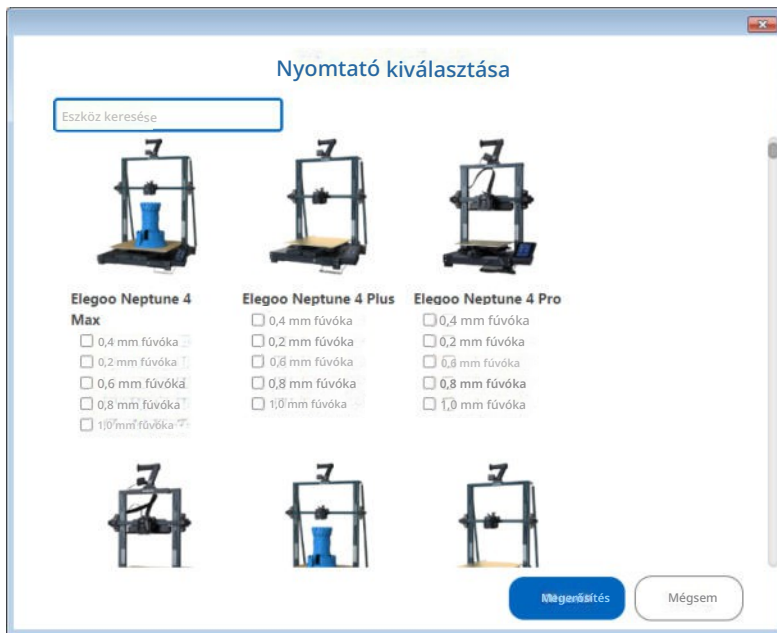 Nyomtató kiválasztása
Eszköz keresése
Elegoo Neptune 4 Max
0,4 mm fúvóka
0,2 mm fúvóka
0,6 mm fúvóka
0,8 mm fúvóka
1,0 mm fúvóka
Elegoo Neptune 4 Plus
0,4 mm fúvóka
0,2 mm fúvóka
0,6 mm fúvóka
0,8 mm fúvóka
1,0 mm fúvóka
Elegoo Neptune 4 Pro
0,4 mm fúvóka
0,2 mm fúvóka
0,6 mm fúvóka
0,8 mm fúvóka
1,0 mm fúvóka
Mégsem